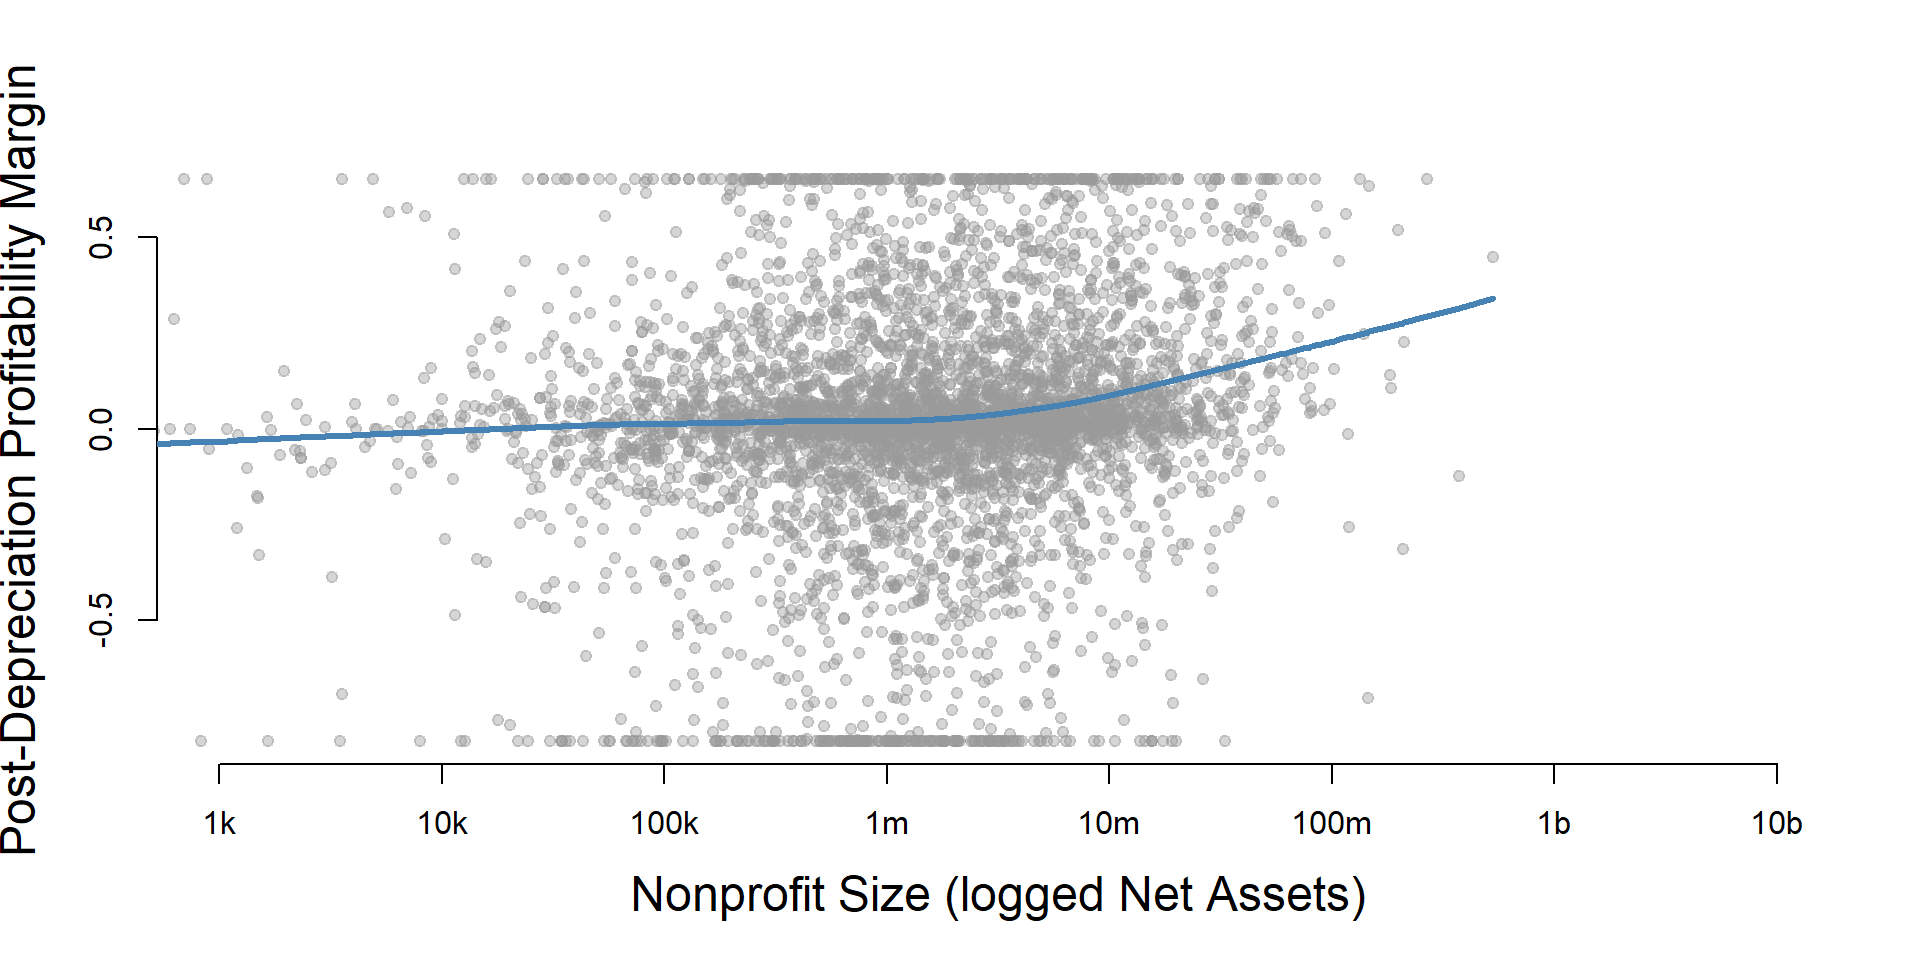 Post-Depreciation Profitability Margin
0.5
0.0
-0.5
1k 10k 100k 1m 10m 100m 1b 10b
Nonprofit Size (logged Net Assets)